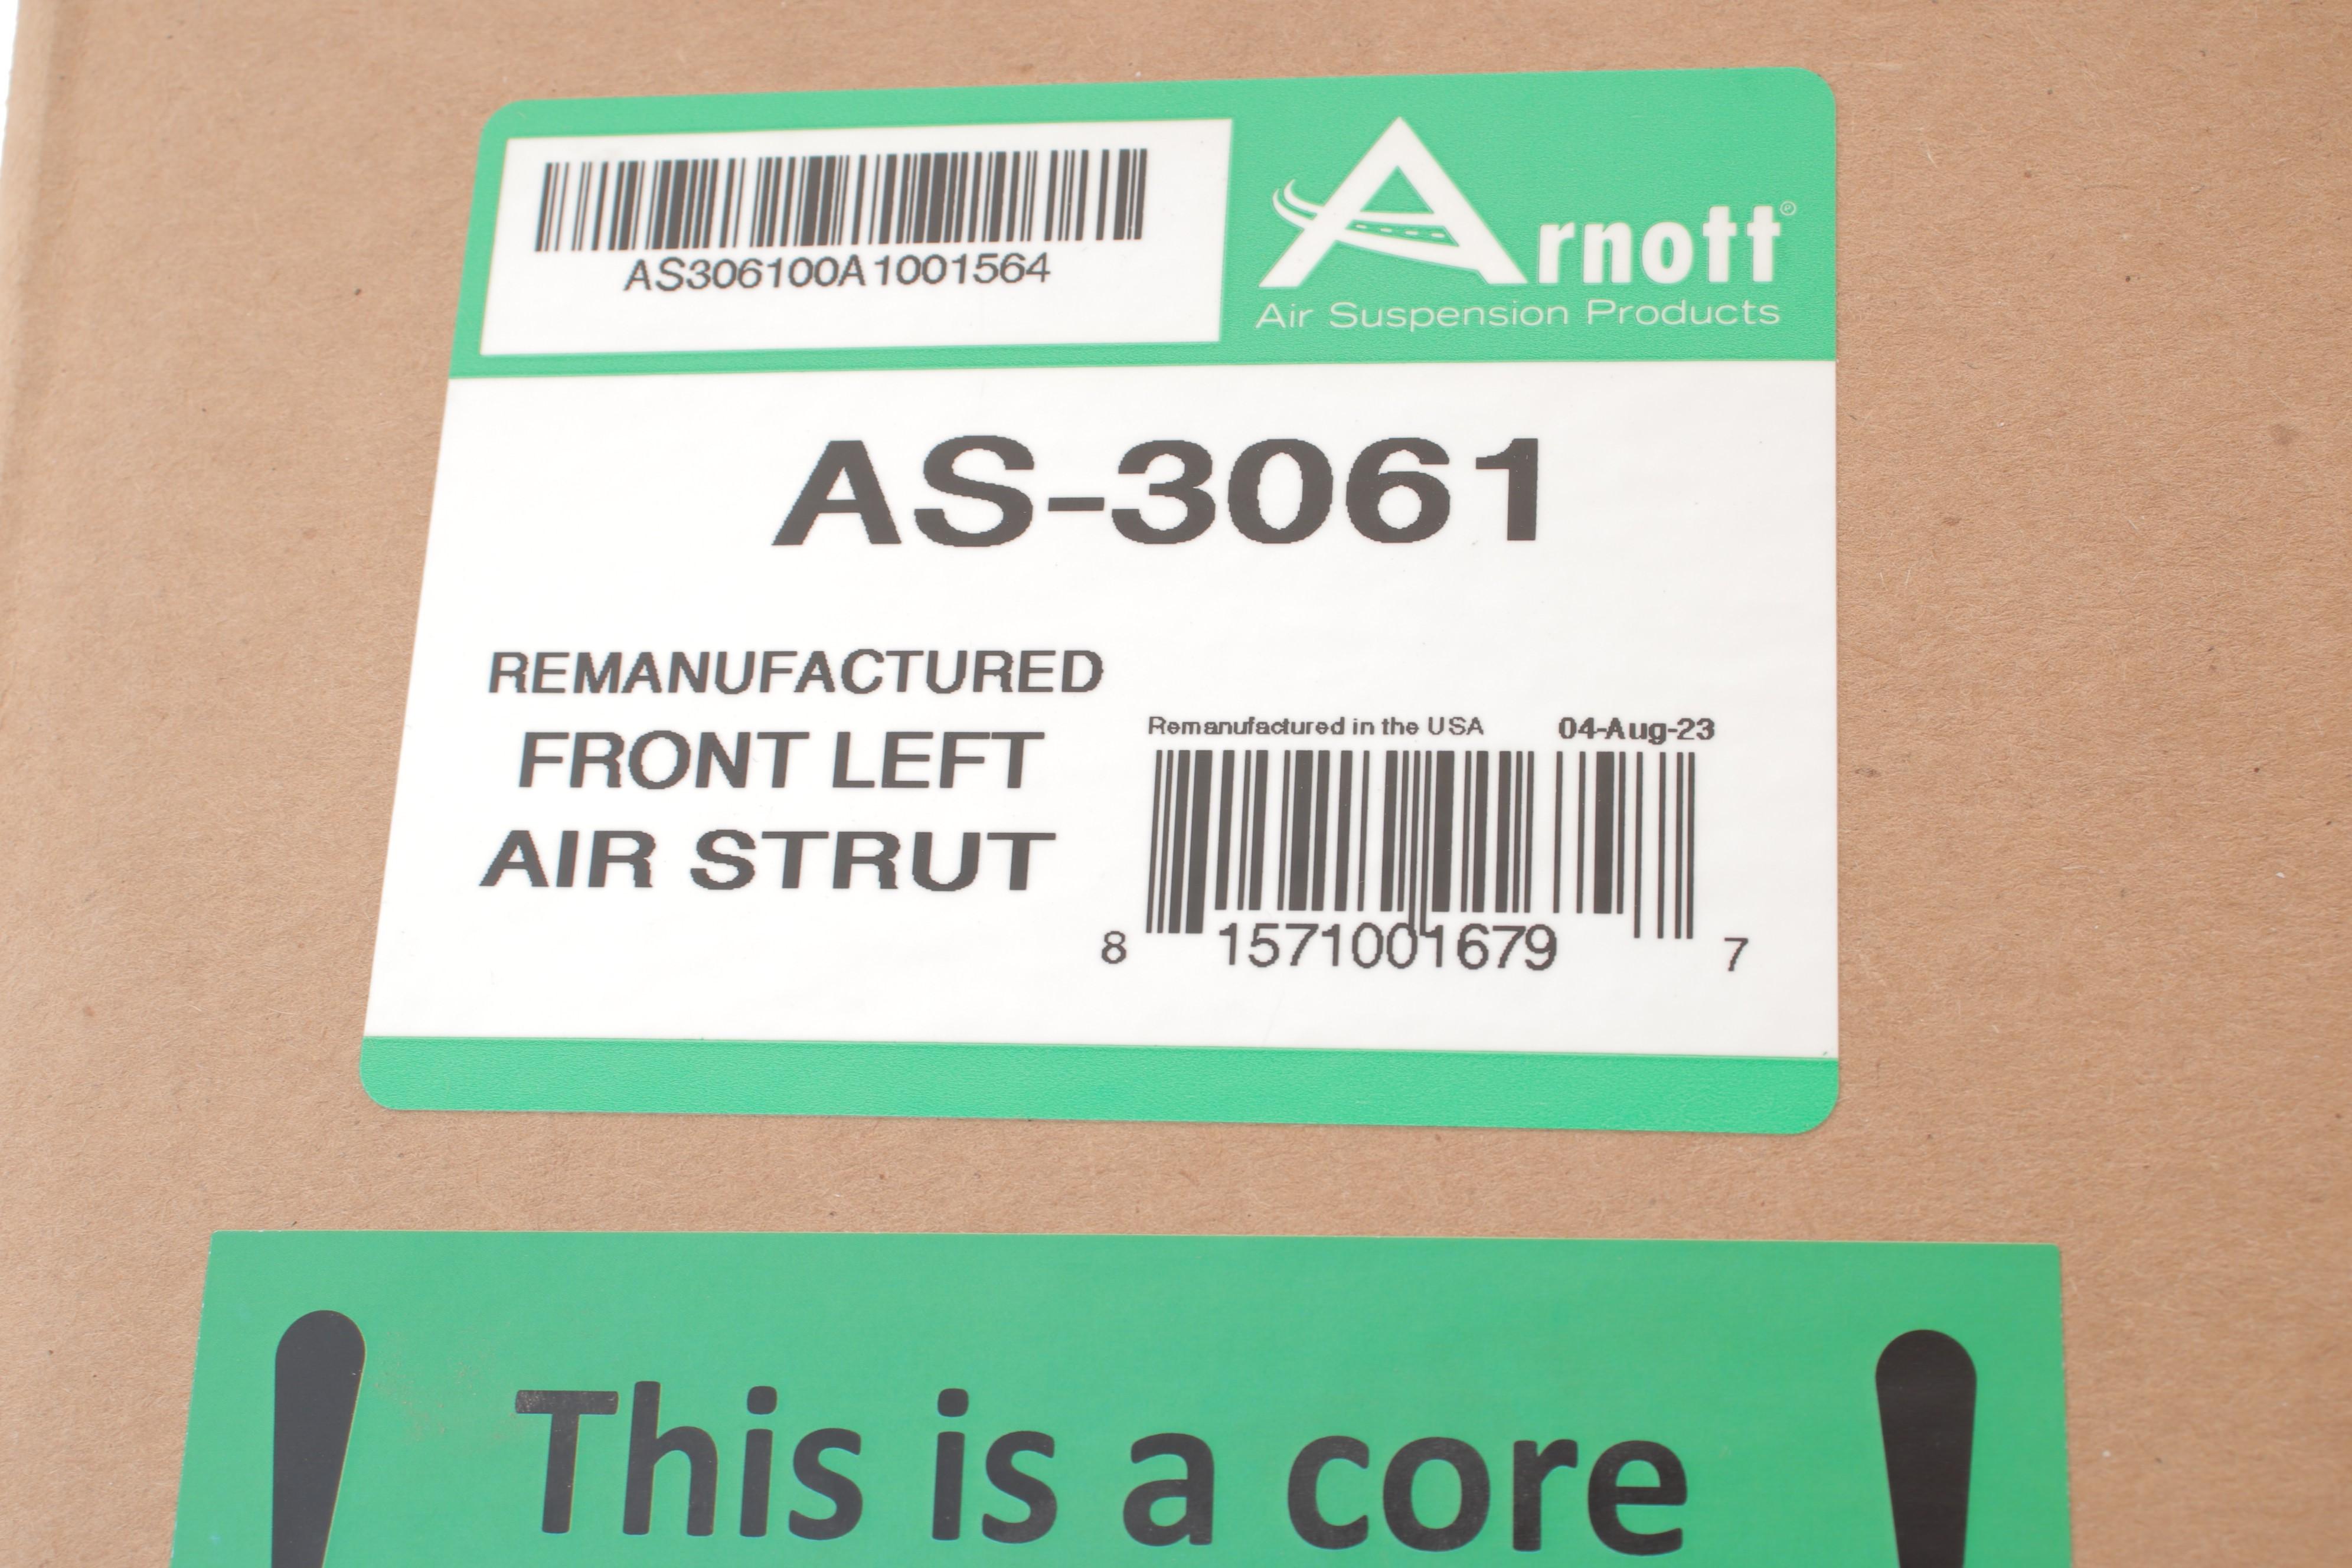 AS306100A1001564
Arnott®
Air Suspension Products
AS-3061
REMANUFACTURED
FRONT LEFT
AIR STRUT
Remanufactured in the USA 04-Aug-23
8 1571001679 7
! This is a core !